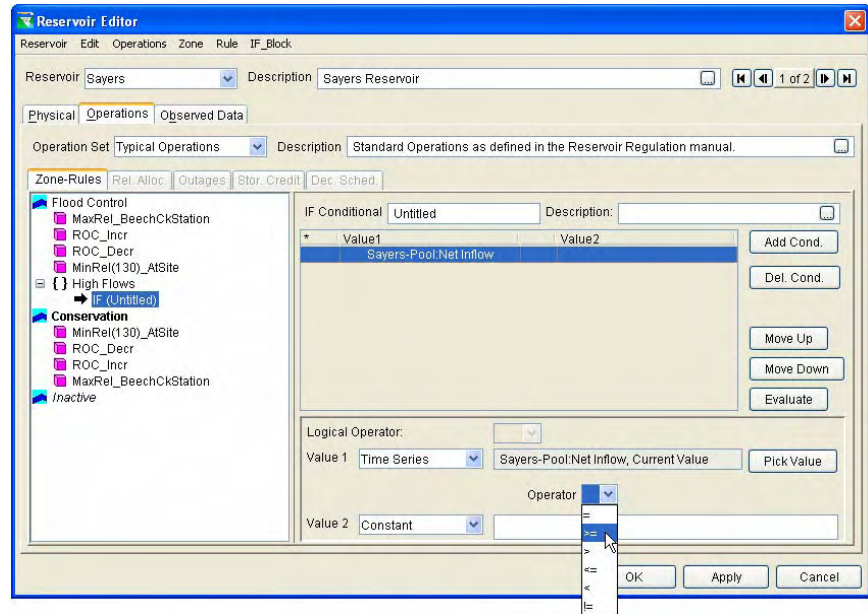 Reservoir Editor
Reservoir Edit Operations Zone Rule IF_Block
Reservoir Sayers Description Sayers Reservoir ... 1 of 2
Physical Operations Observed Data
Operation Set Typical Operations Description Standard Operations as defined in the Reservoir Regulation manual. ...
Zone-Rules Rel. Alloc. Outages Stor. Credit Dec. Sched.
Flood Control
MaxRel_BeechCkStation
ROC_Incr
ROC_Decr
MinRel(130)_AtSite
{ } High Flows
IF (Untitled)
Conservation
MinRel(130)_AtSite
ROC_Decr
ROC_Incr
MaxRel_BeechCkStation
Inactive
IF Conditional Untitled Description: ...
* Value1 Value2
Sayers-Pool:Net Inflow
Add Cond.
Del. Cond.
Move Up
Move Down
Evaluate
Logical Operator:
Value 1 Time Series Sayers-Pool:Net Inflow, Current Value Pick Value
Operator
=
>=
>
<=
<
!=
Value 2 Constant
OK Apply Cancel